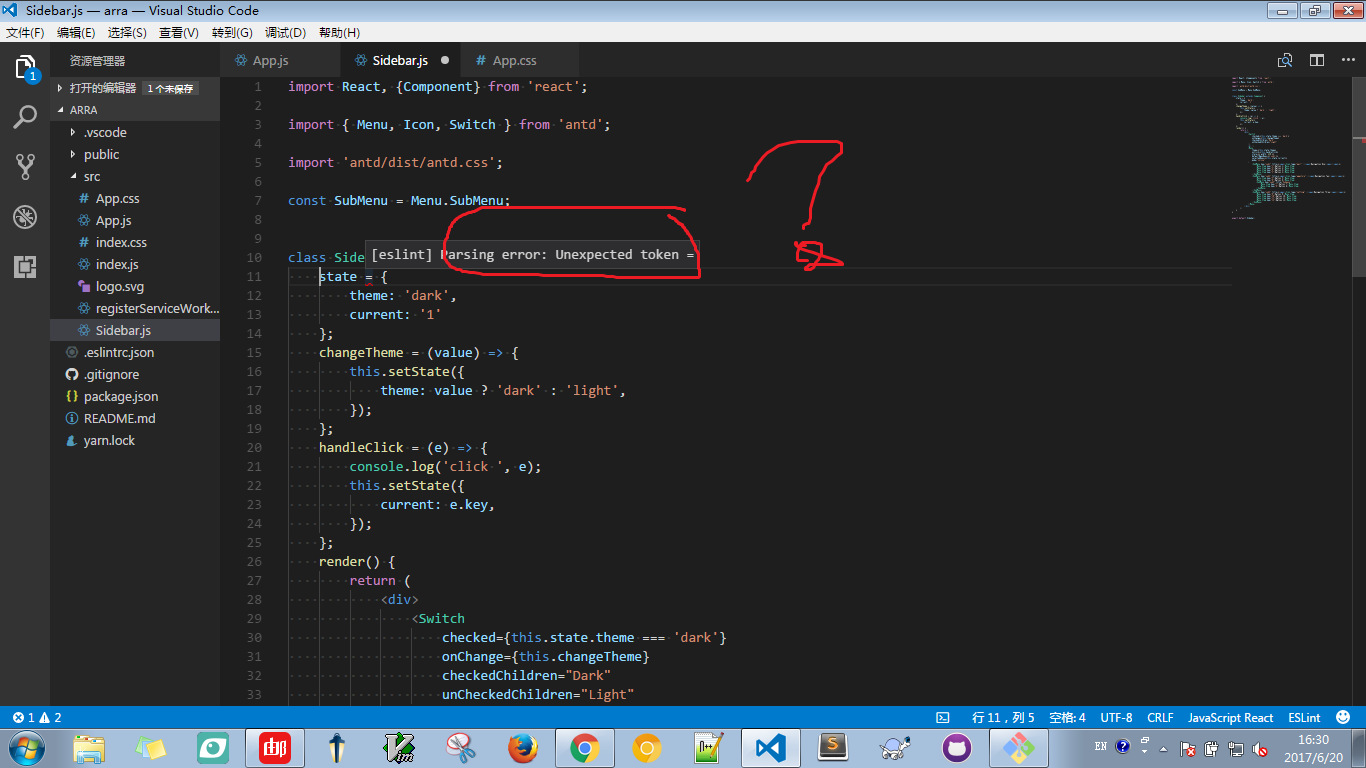 Sidebar.js — arra — Visual Studio Code
文件(F) 编辑(E) 选择(S) 查看(V) 转到(G) 调试(D) 帮助(H)
资源管理器
App.js Sidebar.js App.css
1
打开的编辑器 1 个未保存
ARRA
.vscode
public
src
App.css
App.js
index.css
index.js
logo.svg
registerServiceWork...
Sidebar.js
.eslintrc.json
.gitignore
package.json
README.md
yarn.lock
1 import React, {Component} from 'react';
2
3 import { Menu, Icon, Switch } from 'antd';
4
5 import 'antd/dist/antd.css';
6
7 const SubMenu = Menu.SubMenu;
8
9
[eslint] Parsing error: Unexpected token =
10 class Side
11 state = {
12 theme: 'dark',
13 current: '1'
14 };
15 changeTheme = (value) => {
16 this.setState({
17 theme: value ? 'dark' : 'light',
18 });
19 };
20 handleClick = (e) => {
21 console.log('click ', e);
22 this.setState({
23 current: e.key,
24 });
25 };
26 render() {
27 return (
28 <div>
29 <Switch
30 checked={this.state.theme === 'dark'}
31 onChange={this.changeTheme}
32 checkedChildren="Dark"
33 unCheckedChildren="Light"
1 2 行 11，列 5 空格: 4 UTF-8 CRLF JavaScript React ESLint
EN 16:30
2017/6/20